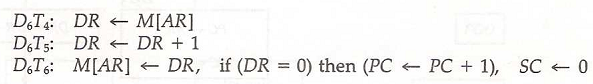 D₆T₄: DR ← M[AR]
D₆T₅: DR ← DR + 1
D₆T₆: M[AR] ← DR, if (DR = 0) then (PC ← PC + 1), SC ← 0